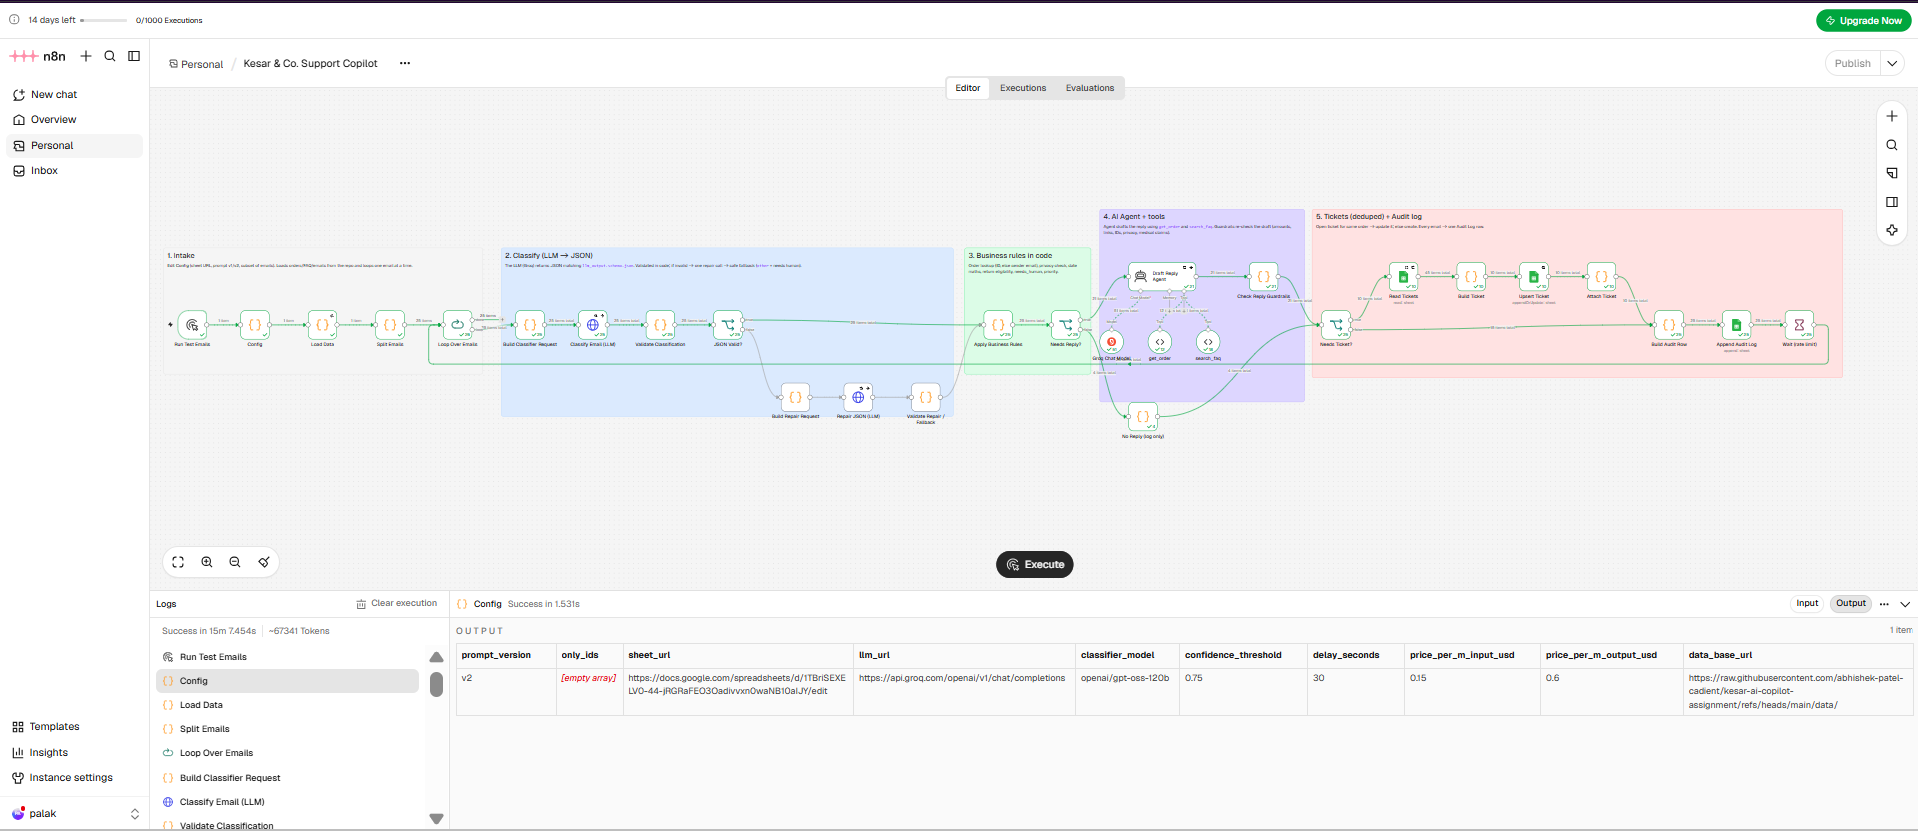 14 days left
0/1000 Executions
Upgrade Now
n8n
Personal / Kesar & Co. Support Copilot
Publish
Editor
Executions
Evaluations
New chat
Overview
Personal
Inbox
1. Intake
2. Classify (LLM → JSON)
3. Business rules in code
4. AI Agent + tools
5. Tickets (deduped) + Audit log
Run Test Emails
Config
Load Data
Split Emails
Loop Over Emails
Build Classifier Request
Classify Email (LLM)
Validate Classification
JSON Valid?
Build Repair Request
Repair JSON (LLM)
Validate Repair /
Fallback
Apply Business Rules
Needs Reply?
Draft Reply
Agent
Check Reply Guardrails
Groq Chat Model
get_order
search_faq
No Reply (log only)
Needs Ticket?
Read Tickets
Build Ticket
Upsert Ticket
Attach Ticket
Build Audit Row
Append Audit Log
Wait (rate limit)
Execute
Templates
Insights
Instance settings
palak
Logs
Clear execution
Success in 15m 7.454s
~67341 Tokens
Run Test Emails
Config
Load Data
Split Emails
Loop Over Emails
Build Classifier Request
Classify Email (LLM)
Validate Classification
Config Success in 1.531s
Input
Output
OUTPUT
1 item
prompt_version only_ids sheet_url llm_url classifier_model confidence_threshold delay_seconds price_per_m_input_usd price_per_m_output_usd data_base_url
v2 [empty array] https://docs.google.com/spreadsheets/d/1TBriSEXE https://api.groq.com/openai/v1/chat/completions openai/gpt-oss-120b 0.75 30 0.15 0.6 https://raw.githubusercontent.com/abhishek-patel-
LV0-44-jRGRaFEO3Oadivvxn0waNB10alJY/edit cadient/kesar-ai-copilot-
assignment/refs/heads/main/data/